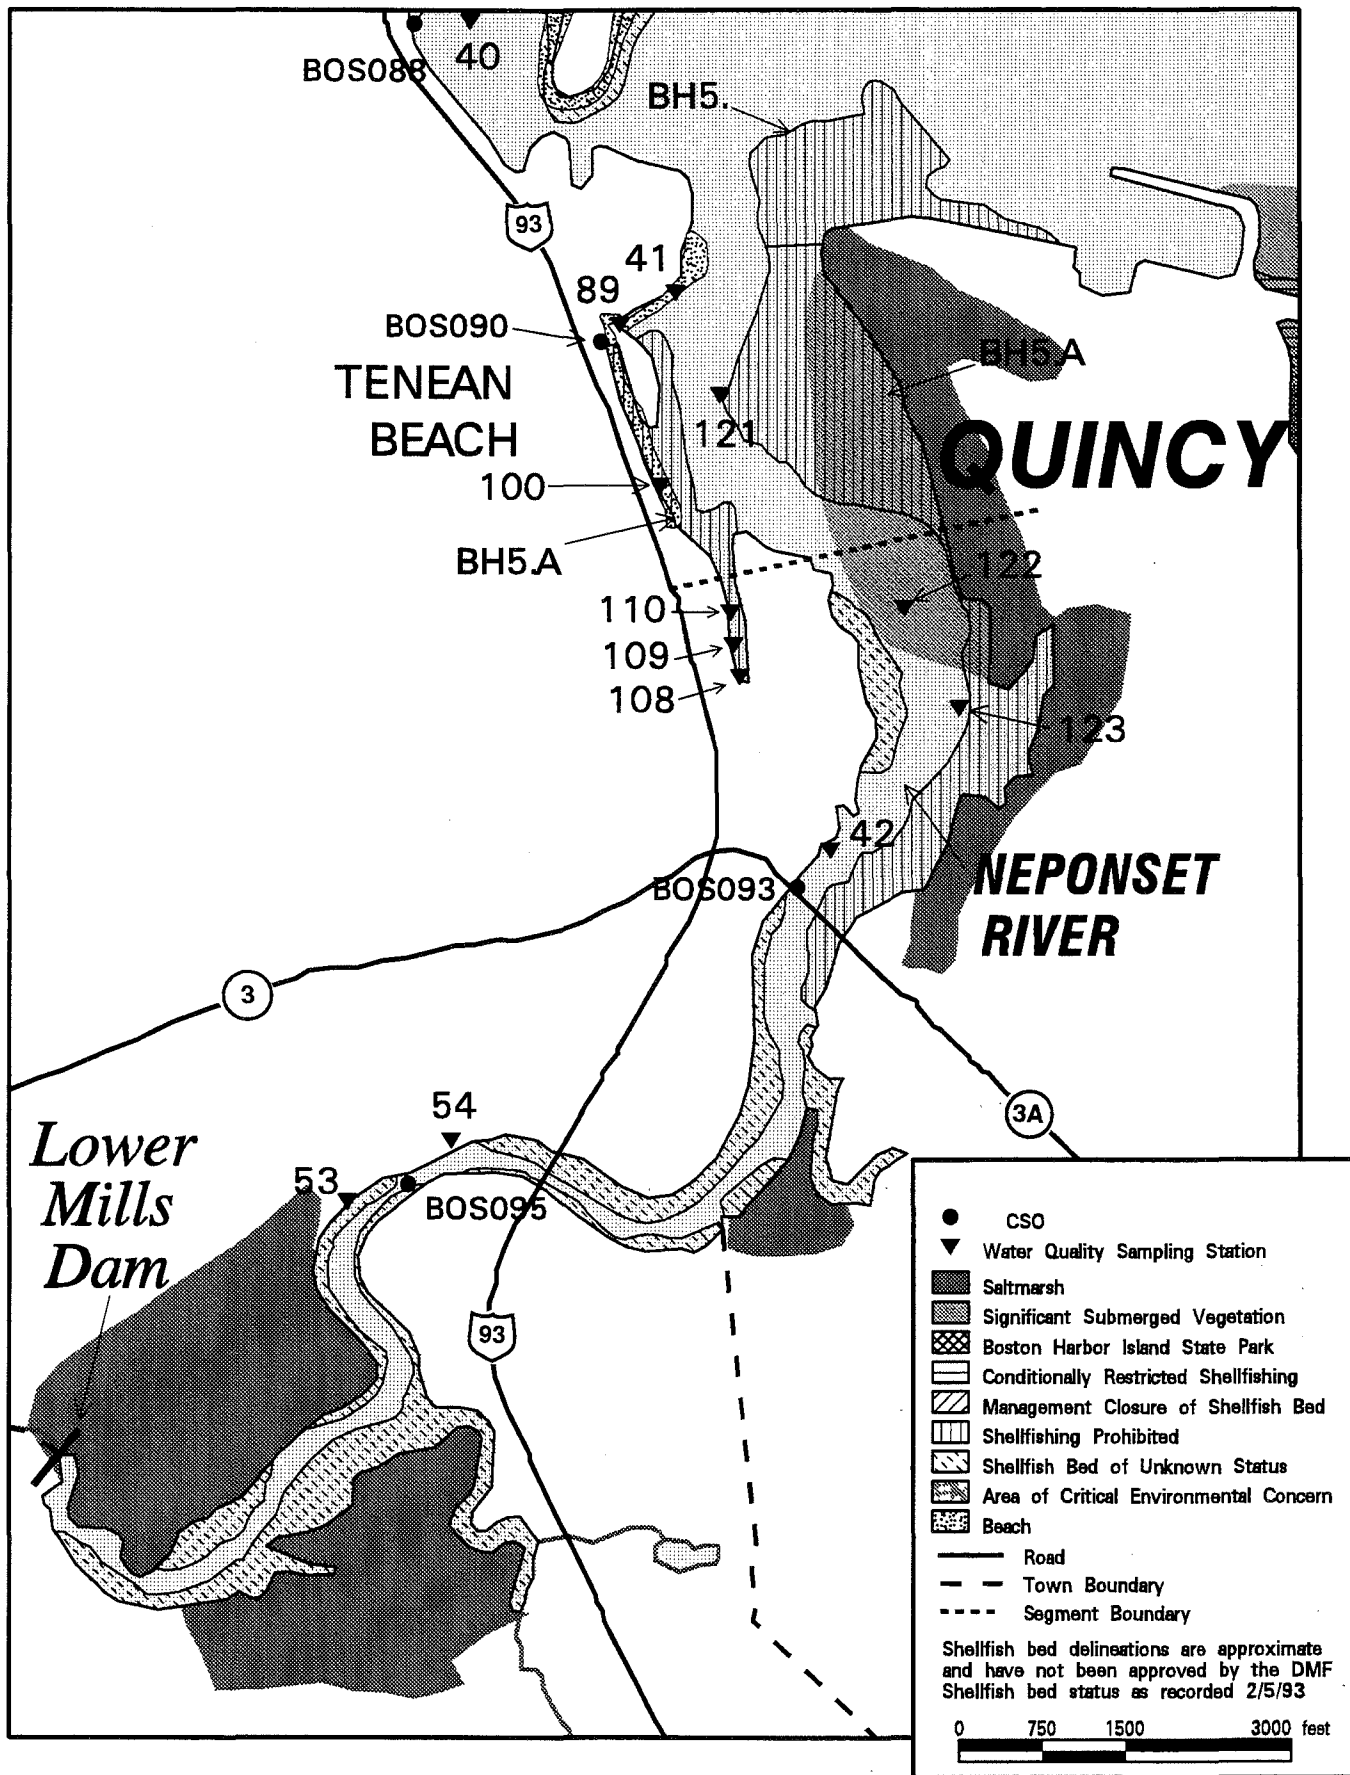 40
BOS088
BH5.
93
41
89
BOS090
TENEAN
BEACH
BH5.A
121
QUINCY
100
BH5.A
122
110
109
108
123
42
BOS093
NEPONSET
RIVER
3
3A
54
Lower
Mills
Dam
53
BOS095
93
CSO
Water Quality Sampling Station
Saltmarsh
Significant Submerged Vegetation
Boston Harbor Island State Park
Conditionally Restricted Shellfishing
Management Closure of Shellfish Bed
Shellfishing Prohibited
Shellfish Bed of Unknown Status
Area of Critical Environmental Concern
Beach
Road
Town Boundary
Segment Boundary
Shellfish bed delineations are approximate
and have not been approved by the DMF
Shellfish bed status as recorded 2/5/93
0 750 1500 3000 feet